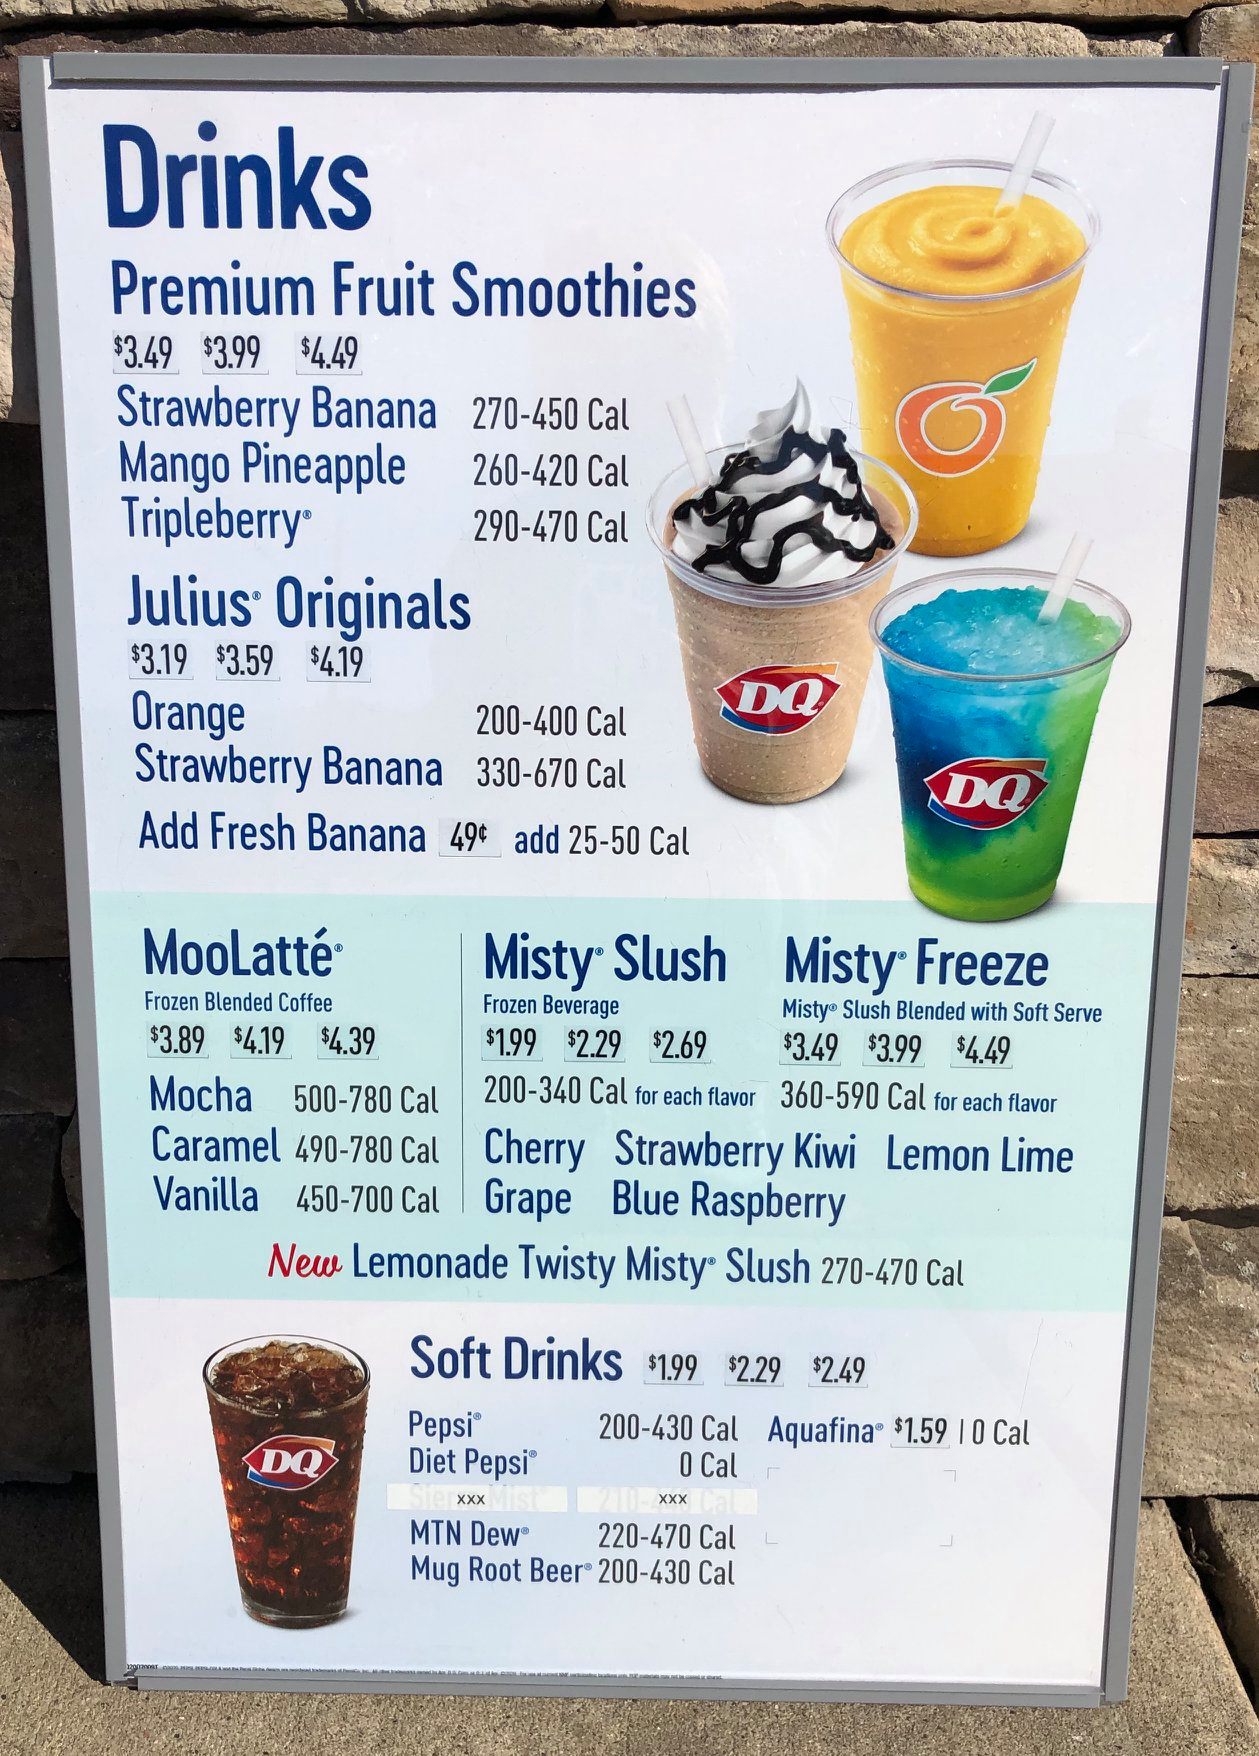 Drinks
Premium Fruit Smoothies
$3.49 $3.99 $4.49
Strawberry Banana 270-450 Cal
Mango Pineapple 260-420 Cal
Tripleberry® 290-470 Cal
Julius® Originals
$3.19 $3.59 $4.19
Orange 200-400 Cal
Strawberry Banana 330-670 Cal
Add Fresh Banana 49¢ add 25-50 Cal
DQ
DQ
MooLatté®
Frozen Blended Coffee
$3.89 $4.19 $4.39
Mocha 500-780 Cal
Caramel 490-780 Cal
Vanilla 450-700 Cal
Misty® Slush
Frozen Beverage
$1.99 $2.29 $2.69
200-340 Cal for each flavor
Misty® Freeze
Misty® Slush Blended with Soft Serve
$3.49 $3.99 $4.49
360-590 Cal for each flavor
Cherry Strawberry Kiwi Lemon Lime
Grape Blue Raspberry
New Lemonade Twisty Misty® Slush 270-470 Cal
DQ
Soft Drinks $1.99 $2.29 $2.49
Pepsi® 200-430 Cal
Diet Pepsi® 0 Cal
Sierra Mist® xxx xxx Cal
MTN Dew® 220-470 Cal
Mug Root Beer® 200-430 Cal
Aquafina® $1.59 | 0 Cal